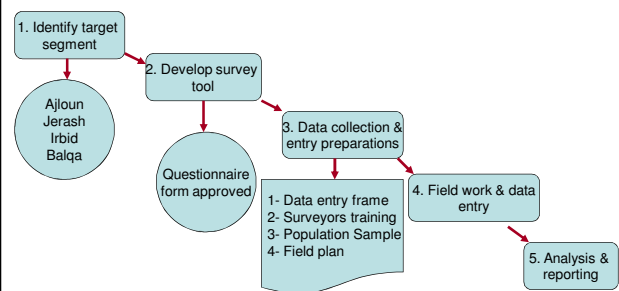 1. Identify target
segment
Ajloun
Jerash
Irbid
Balqa
2. Develop survey
tool
Questionnaire
form approved
3. Data collection &
entry preparations
1- Data entry frame
2- Surveyors training
3- Population Sample
4- Field plan
4. Field work & data
entry
5. Analysis &
reporting